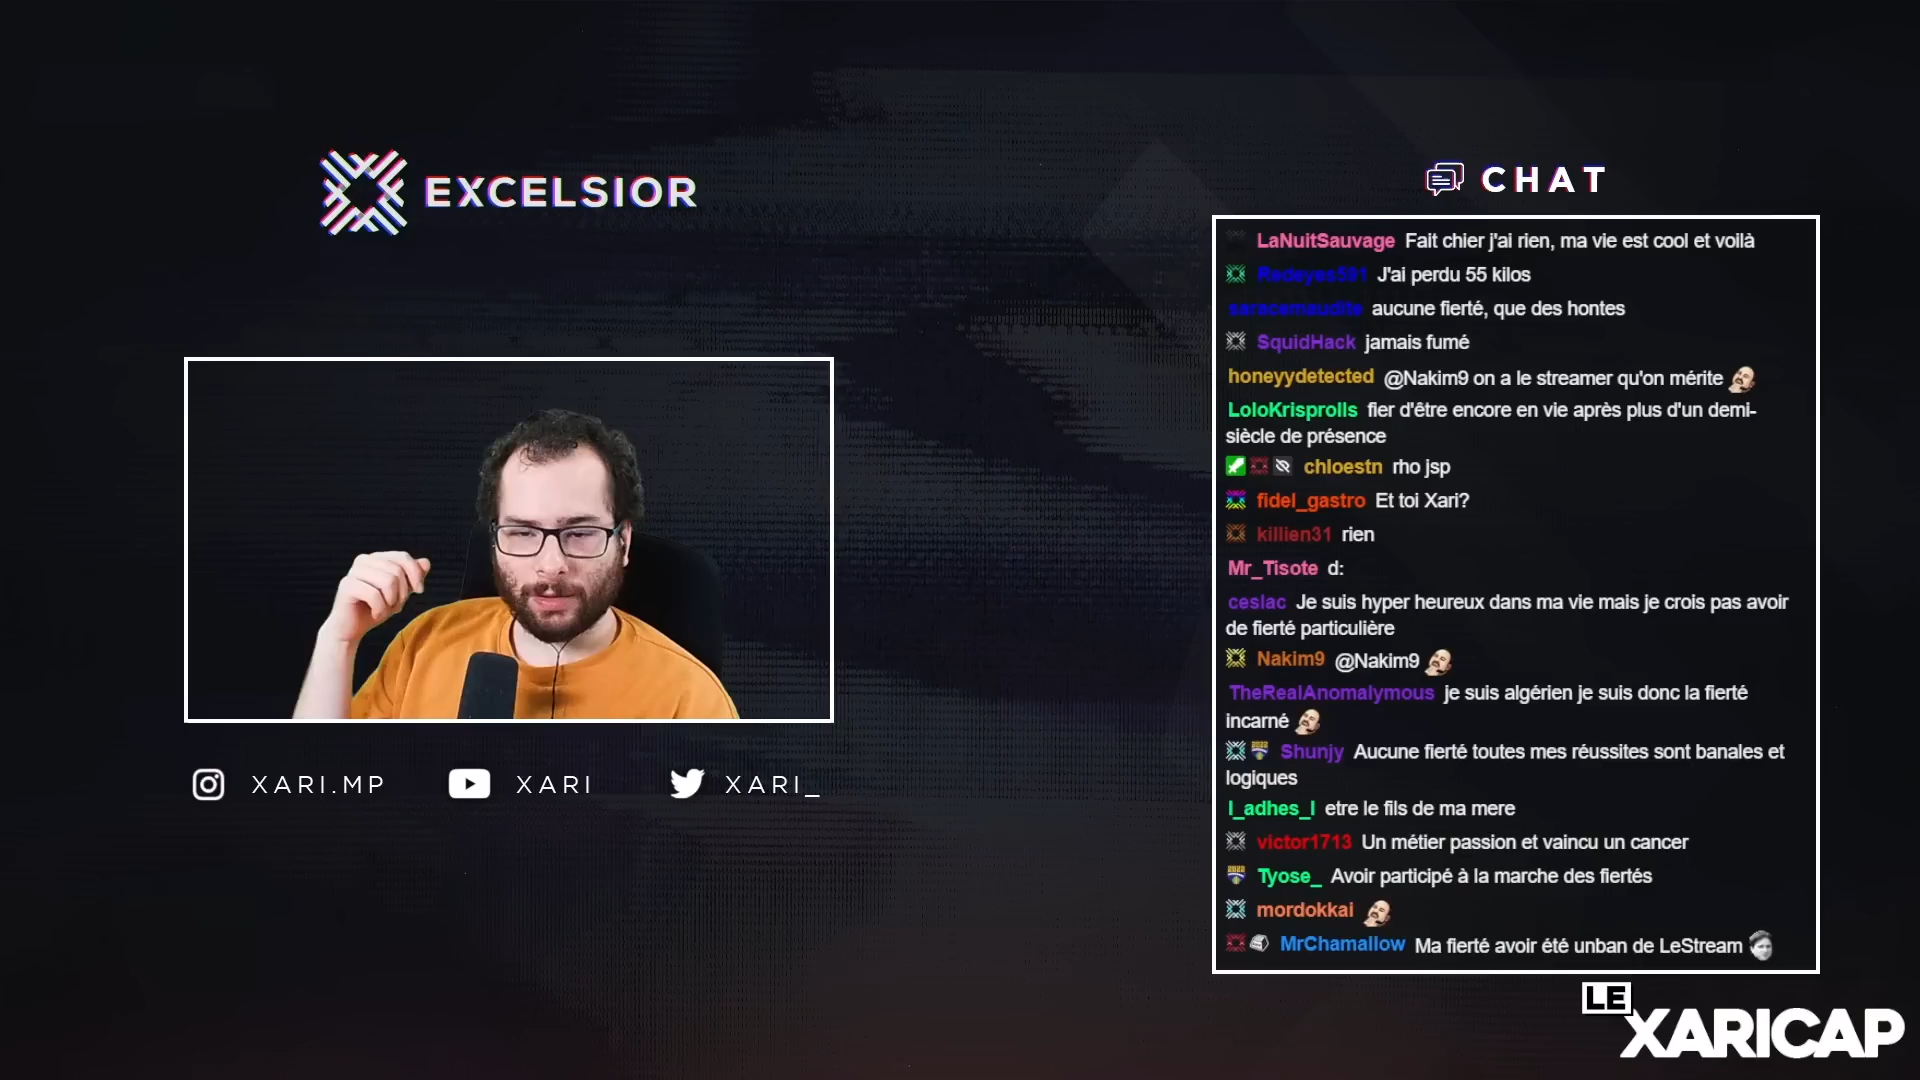 EXCELSIOR
XARI.MP
XARI
XARI_
CHAT
LaNuitSauvage Fait chier j'ai rien, ma vie est cool et voilà
Redeyes591 J'ai perdu 55 kilos
saracemaudite aucune fierté, que des hontes
SquidHack jamais fumé
honeyydetected @Nakim9 on a le streamer qu'on mérite
LoloKrisprolls fier d'être encore en vie après plus d'un demi-
siècle de présence
chloestn rho jsp
fidel_gastro Et toi Xari?
killien31 rien
Mr_Tisote d:
ceslac Je suis hyper heureux dans ma vie mais je crois pas avoir
de fierté particulière
Nakim9 @Nakim9
TheRealAnomalymous je suis algérien je suis donc la fierté
incarné
Shunjy Aucune fierté toutes mes réussites sont banales et
logiques
l_adhes_l etre le fils de ma mere
victor1713 Un métier passion et vaincu un cancer
Tyose_ Avoir participé à la marche des fiertés
mordokkai
MrChamallow Ma fierté avoir été unban de LeStream
LE
XARICAP